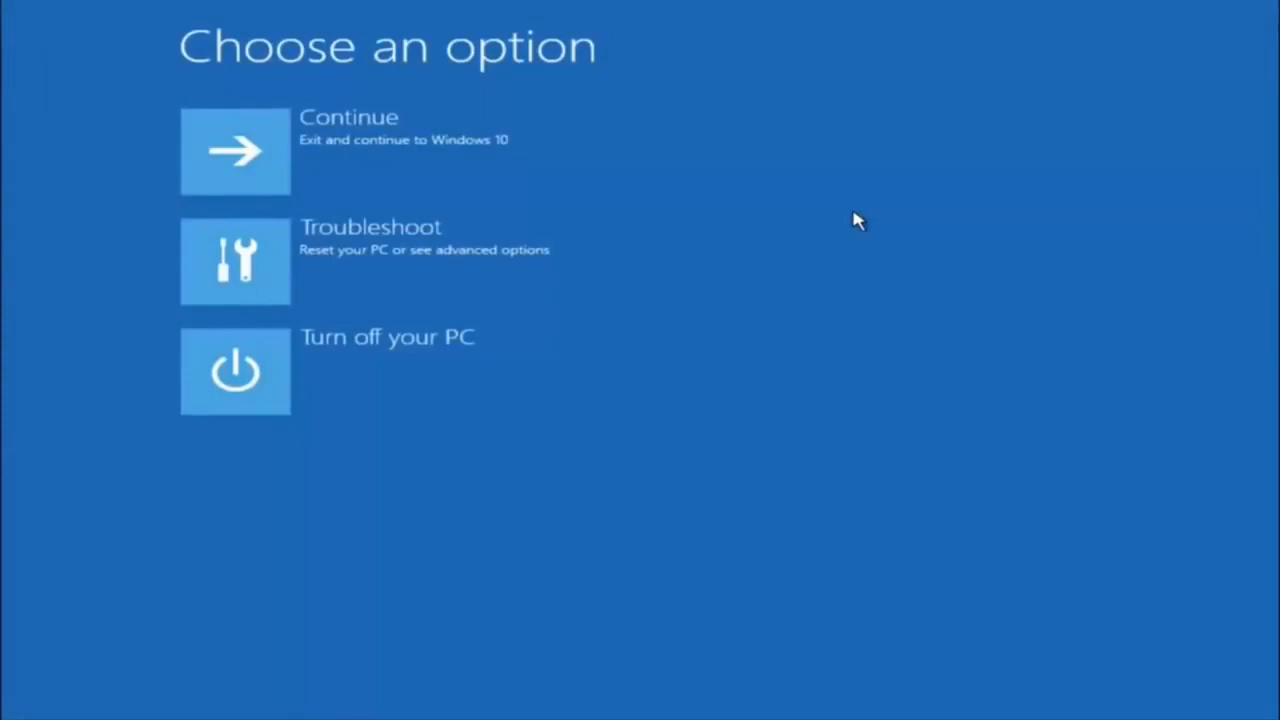 Choose an option
Continue
Exit and continue to Windows 10
Troubleshoot
Reset your PC or see advanced options
Turn off your PC